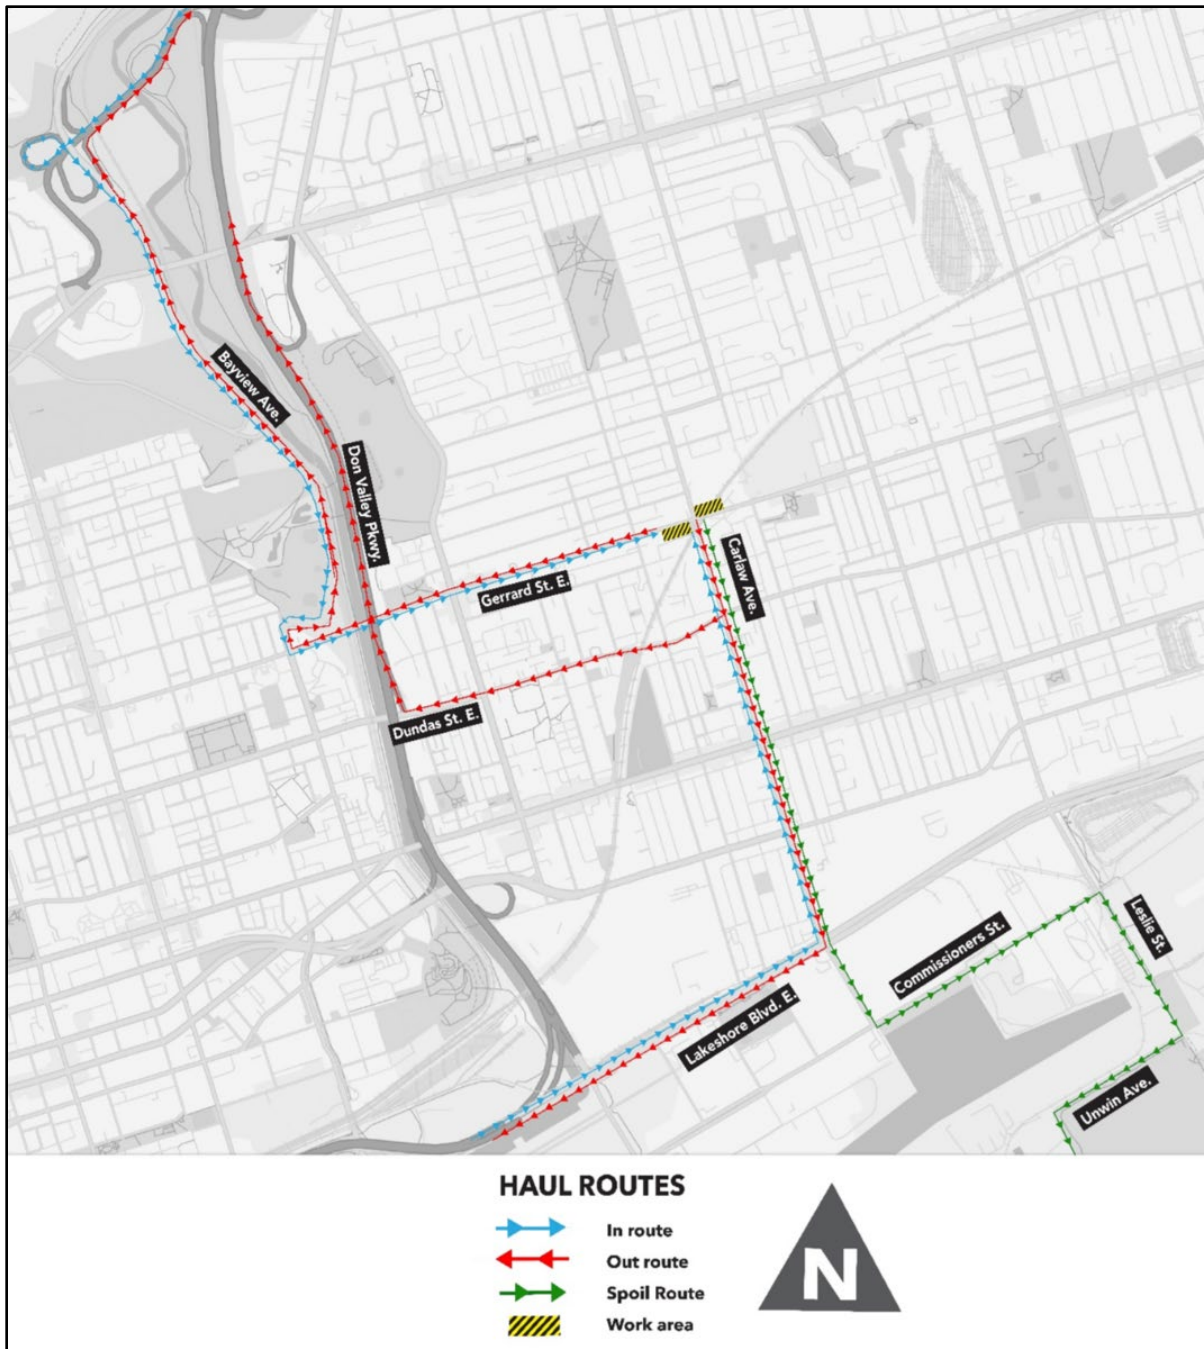 Bayview Ave.
Don Valley Pkwy.
Gerrard St. E.
Carlaw Ave.
Dundas St. E.
Leslie St.
Commissioners St.
Lakeshore Blvd. E.
Unwin Ave.
HAUL ROUTES
In route
Out route
Spoil Route
Work area
N